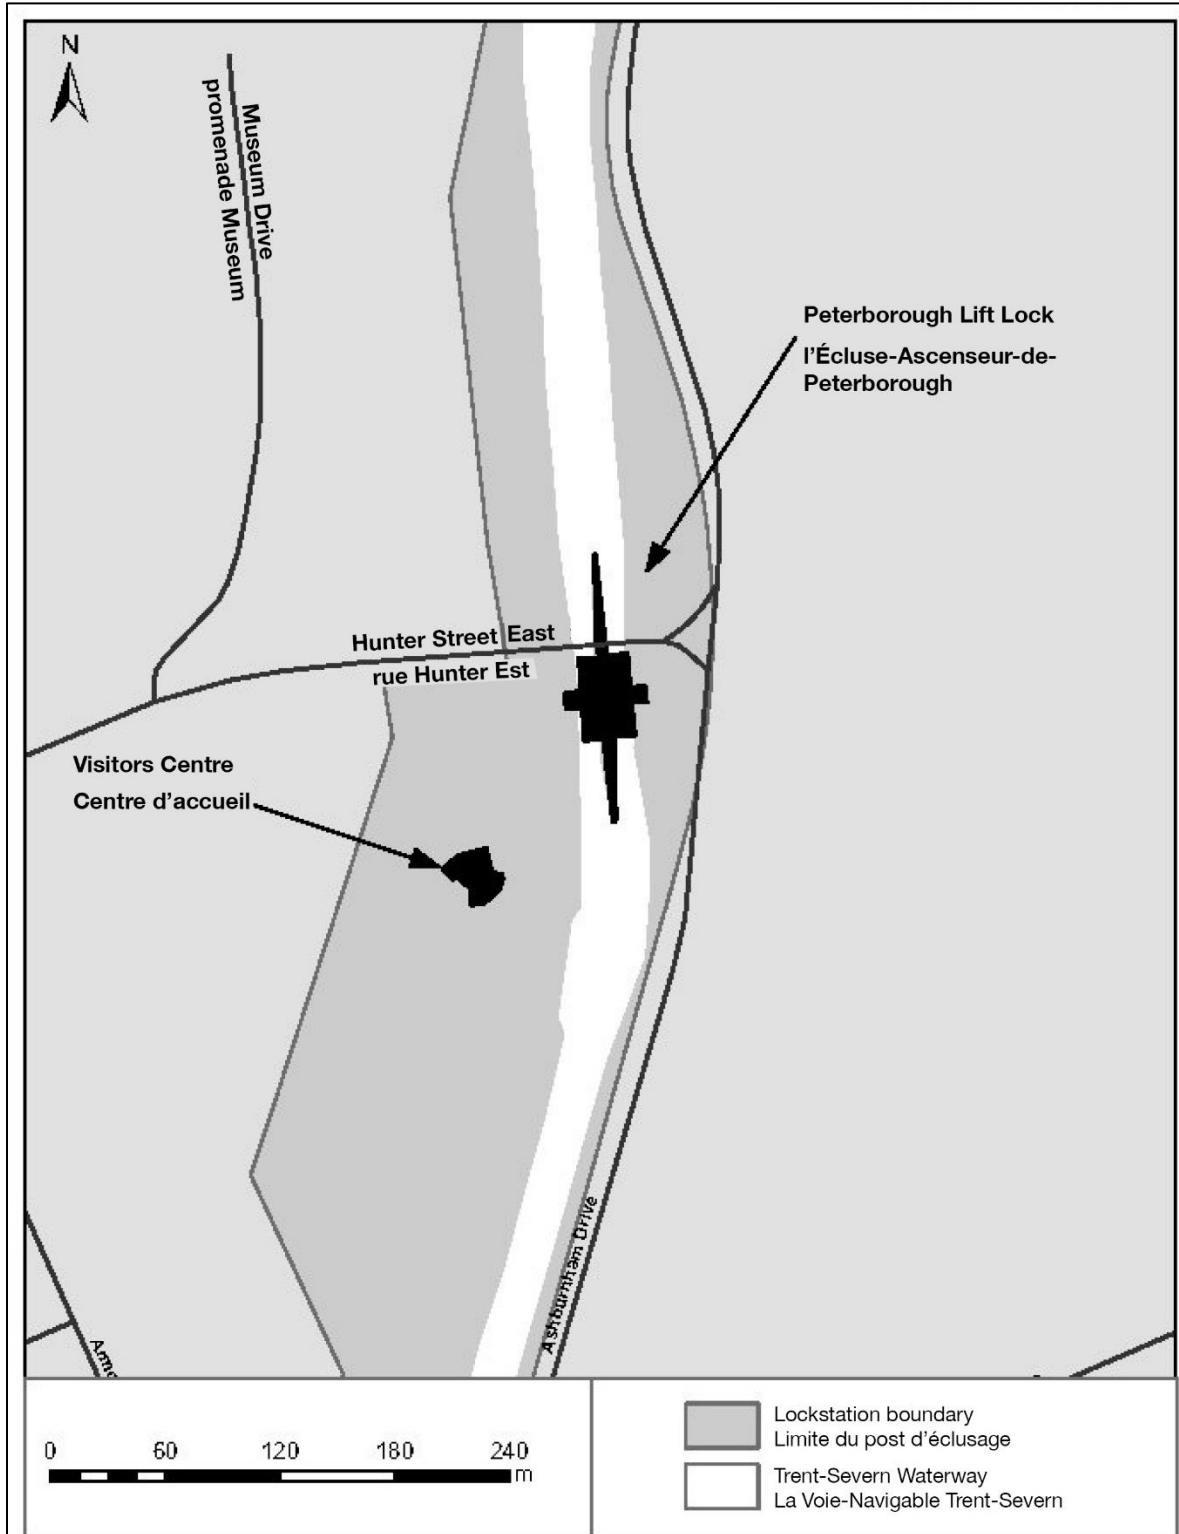 N
Museum Drive
promenade Museum
Peterborough Lift Lock
l'Écluse-Ascenseur-de-
Peterborough
Hunter Street East
rue Hunter Est
Visitors Centre
Centre d'accueil
Ashburnham Drive
0 60 120 180 240
m
Lockstation boundary
Limite du post d'éclusage
Trent-Severn Waterway
La Voie-Navigable Trent-Severn